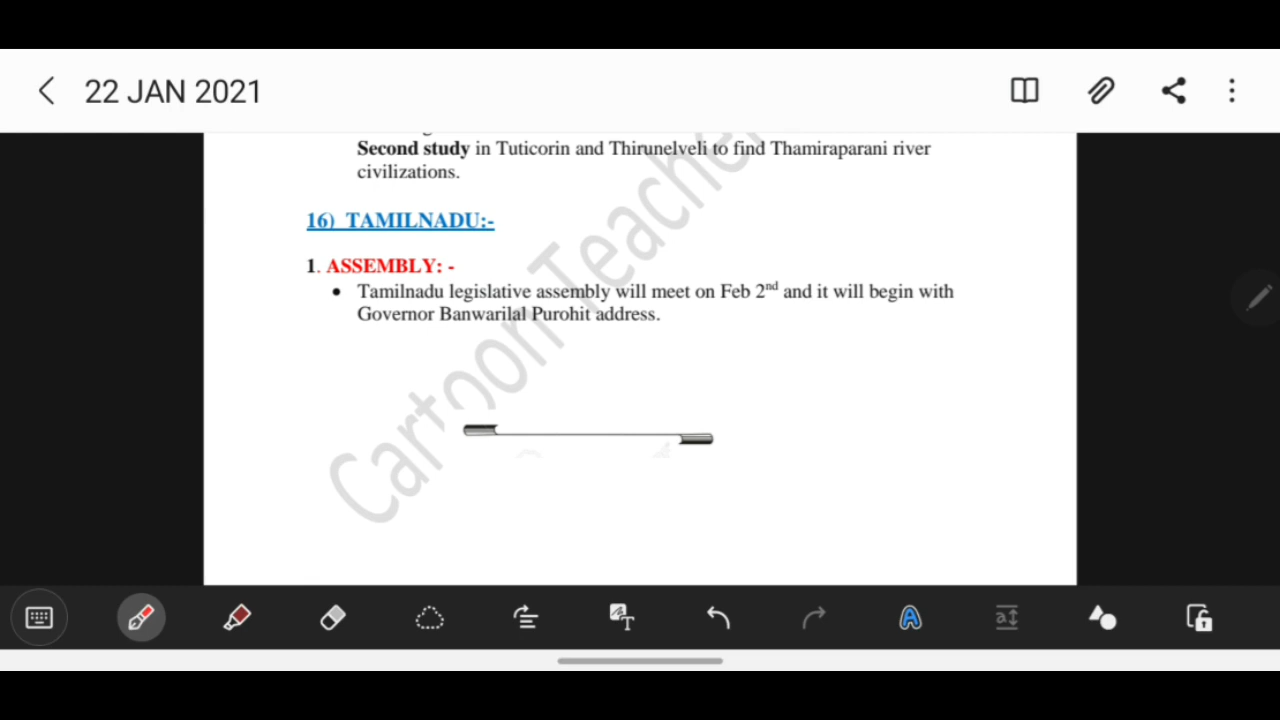 22 JAN 2021
Second study in Tuticorin and Thirunelveli to find Thamiraparani river
civilizations.
16) TAMILNADU:-
1. ASSEMBLY: -
• Tamilnadu legislative assembly will meet on Feb 2nd and it will begin with
Governor Banwarilal Purohit address.
Cartoon Teacher